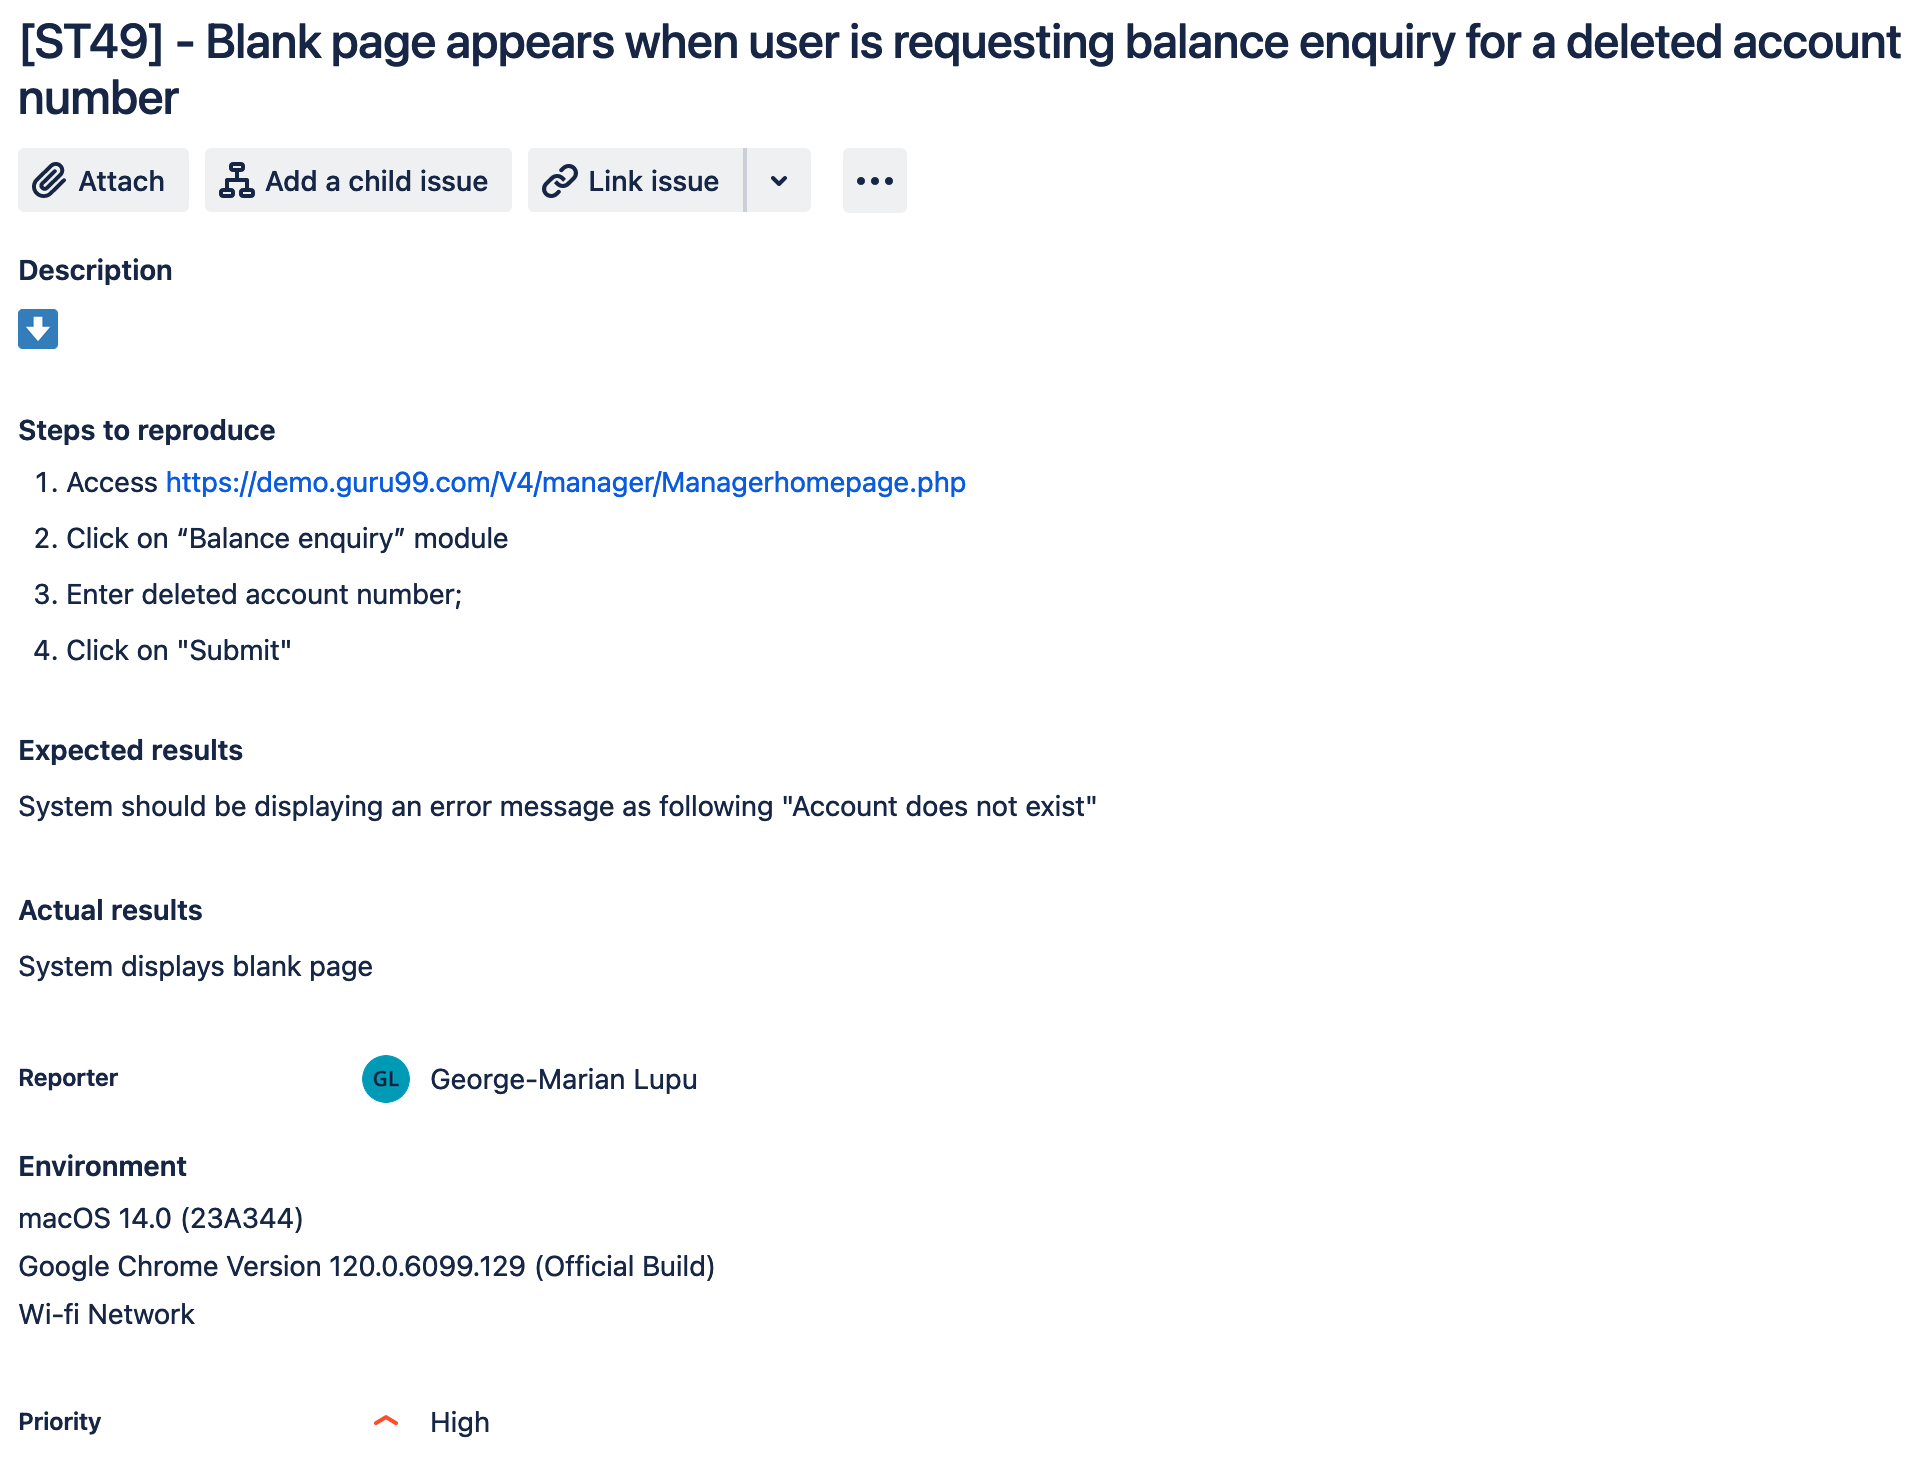 [ST49] - Blank page appears when user is requesting balance enquiry for a deleted account
number
Attach
Add a child issue
Link issue
Description
Steps to reproduce
1. Access https://demo.guru99.com/V4/manager/Managerhomepage.php
2. Click on “Balance enquiry” module
3. Enter deleted account number;
4. Click on "Submit"
Expected results
System should be displaying an error message as following "Account does not exist"
Actual results
System displays blank page
Reporter GL George-Marian Lupu
Environment
macOS 14.0 (23A344)
Google Chrome Version 120.0.6099.129 (Official Build)
Wi-fi Network
Priority High